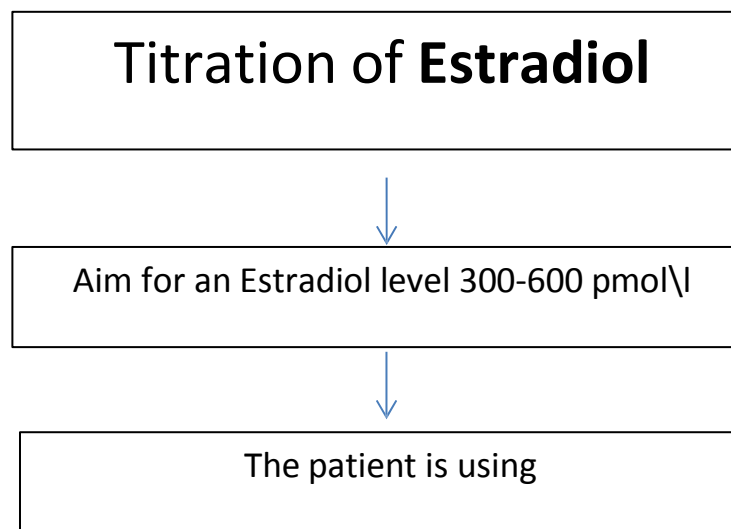 Titration of Estradiol
Aim for an Estradiol level 300-600 pmol\l
The patient is using